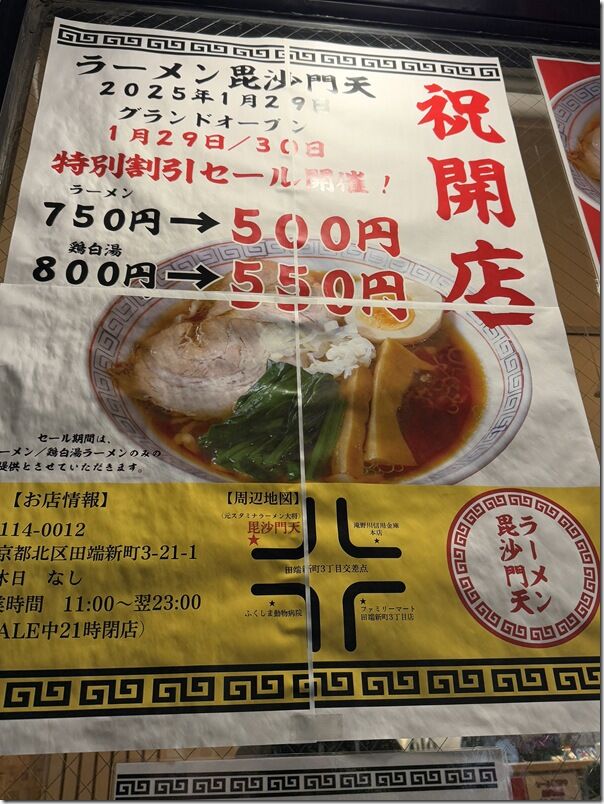 祝開店
ラーメン毘沙門天
2025年1月29日
グランドオープン
1月29日/30日
特別割引セール開催!
ラーメン
750円→500円
鶏白湯
800円→550円
セール期間は、
ーメン/鶏白湯ラーメンのみの
提供とさせていただきます。
【お店情報】
114-0012
京都北区田端新町3-21-1
休日 なし
業時間 11:00~翌23:00
ALE中21時閉店)
【周辺地図】
(元スタミナラーメン大将)
毘沙門天
★
滝野川信用金庫
本店
★
田端新町3丁目交差点
★
ふくしま動物病院
★
ファミリーマート
田端新町3丁目店
ラーメン
毘沙門天